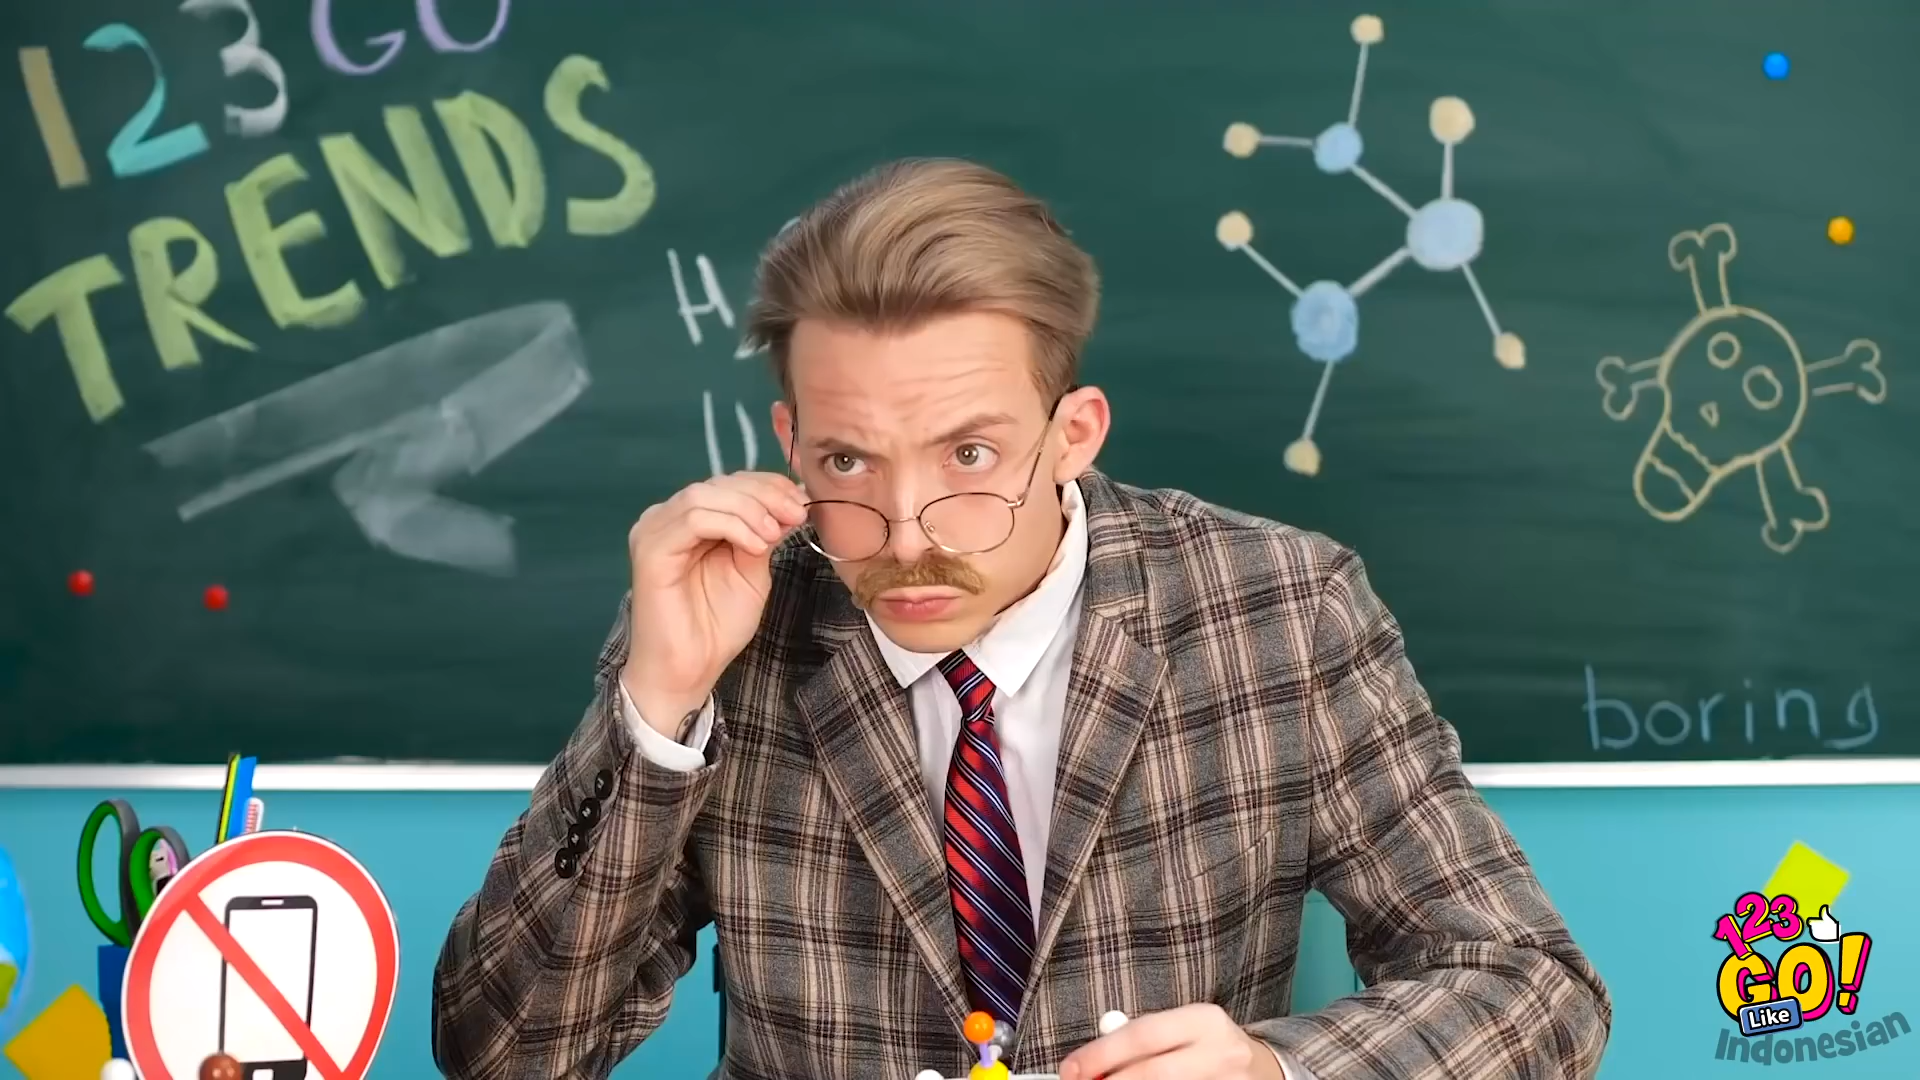 123 GO
TRENDS
H
boring
123
GO!
Like
Indonesian